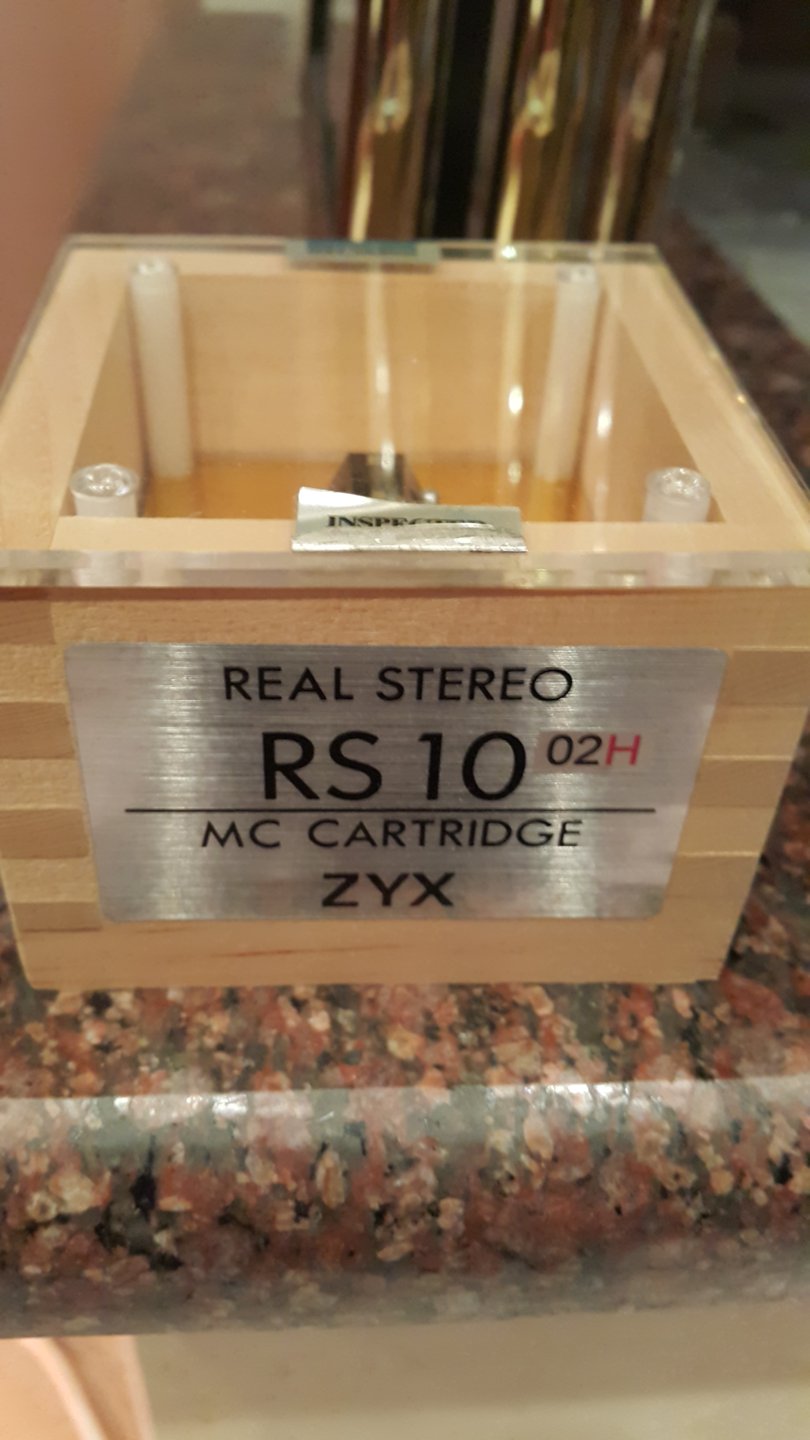 REAL STEREO
RS 10 02H
MC CARTRIDGE
ZYX